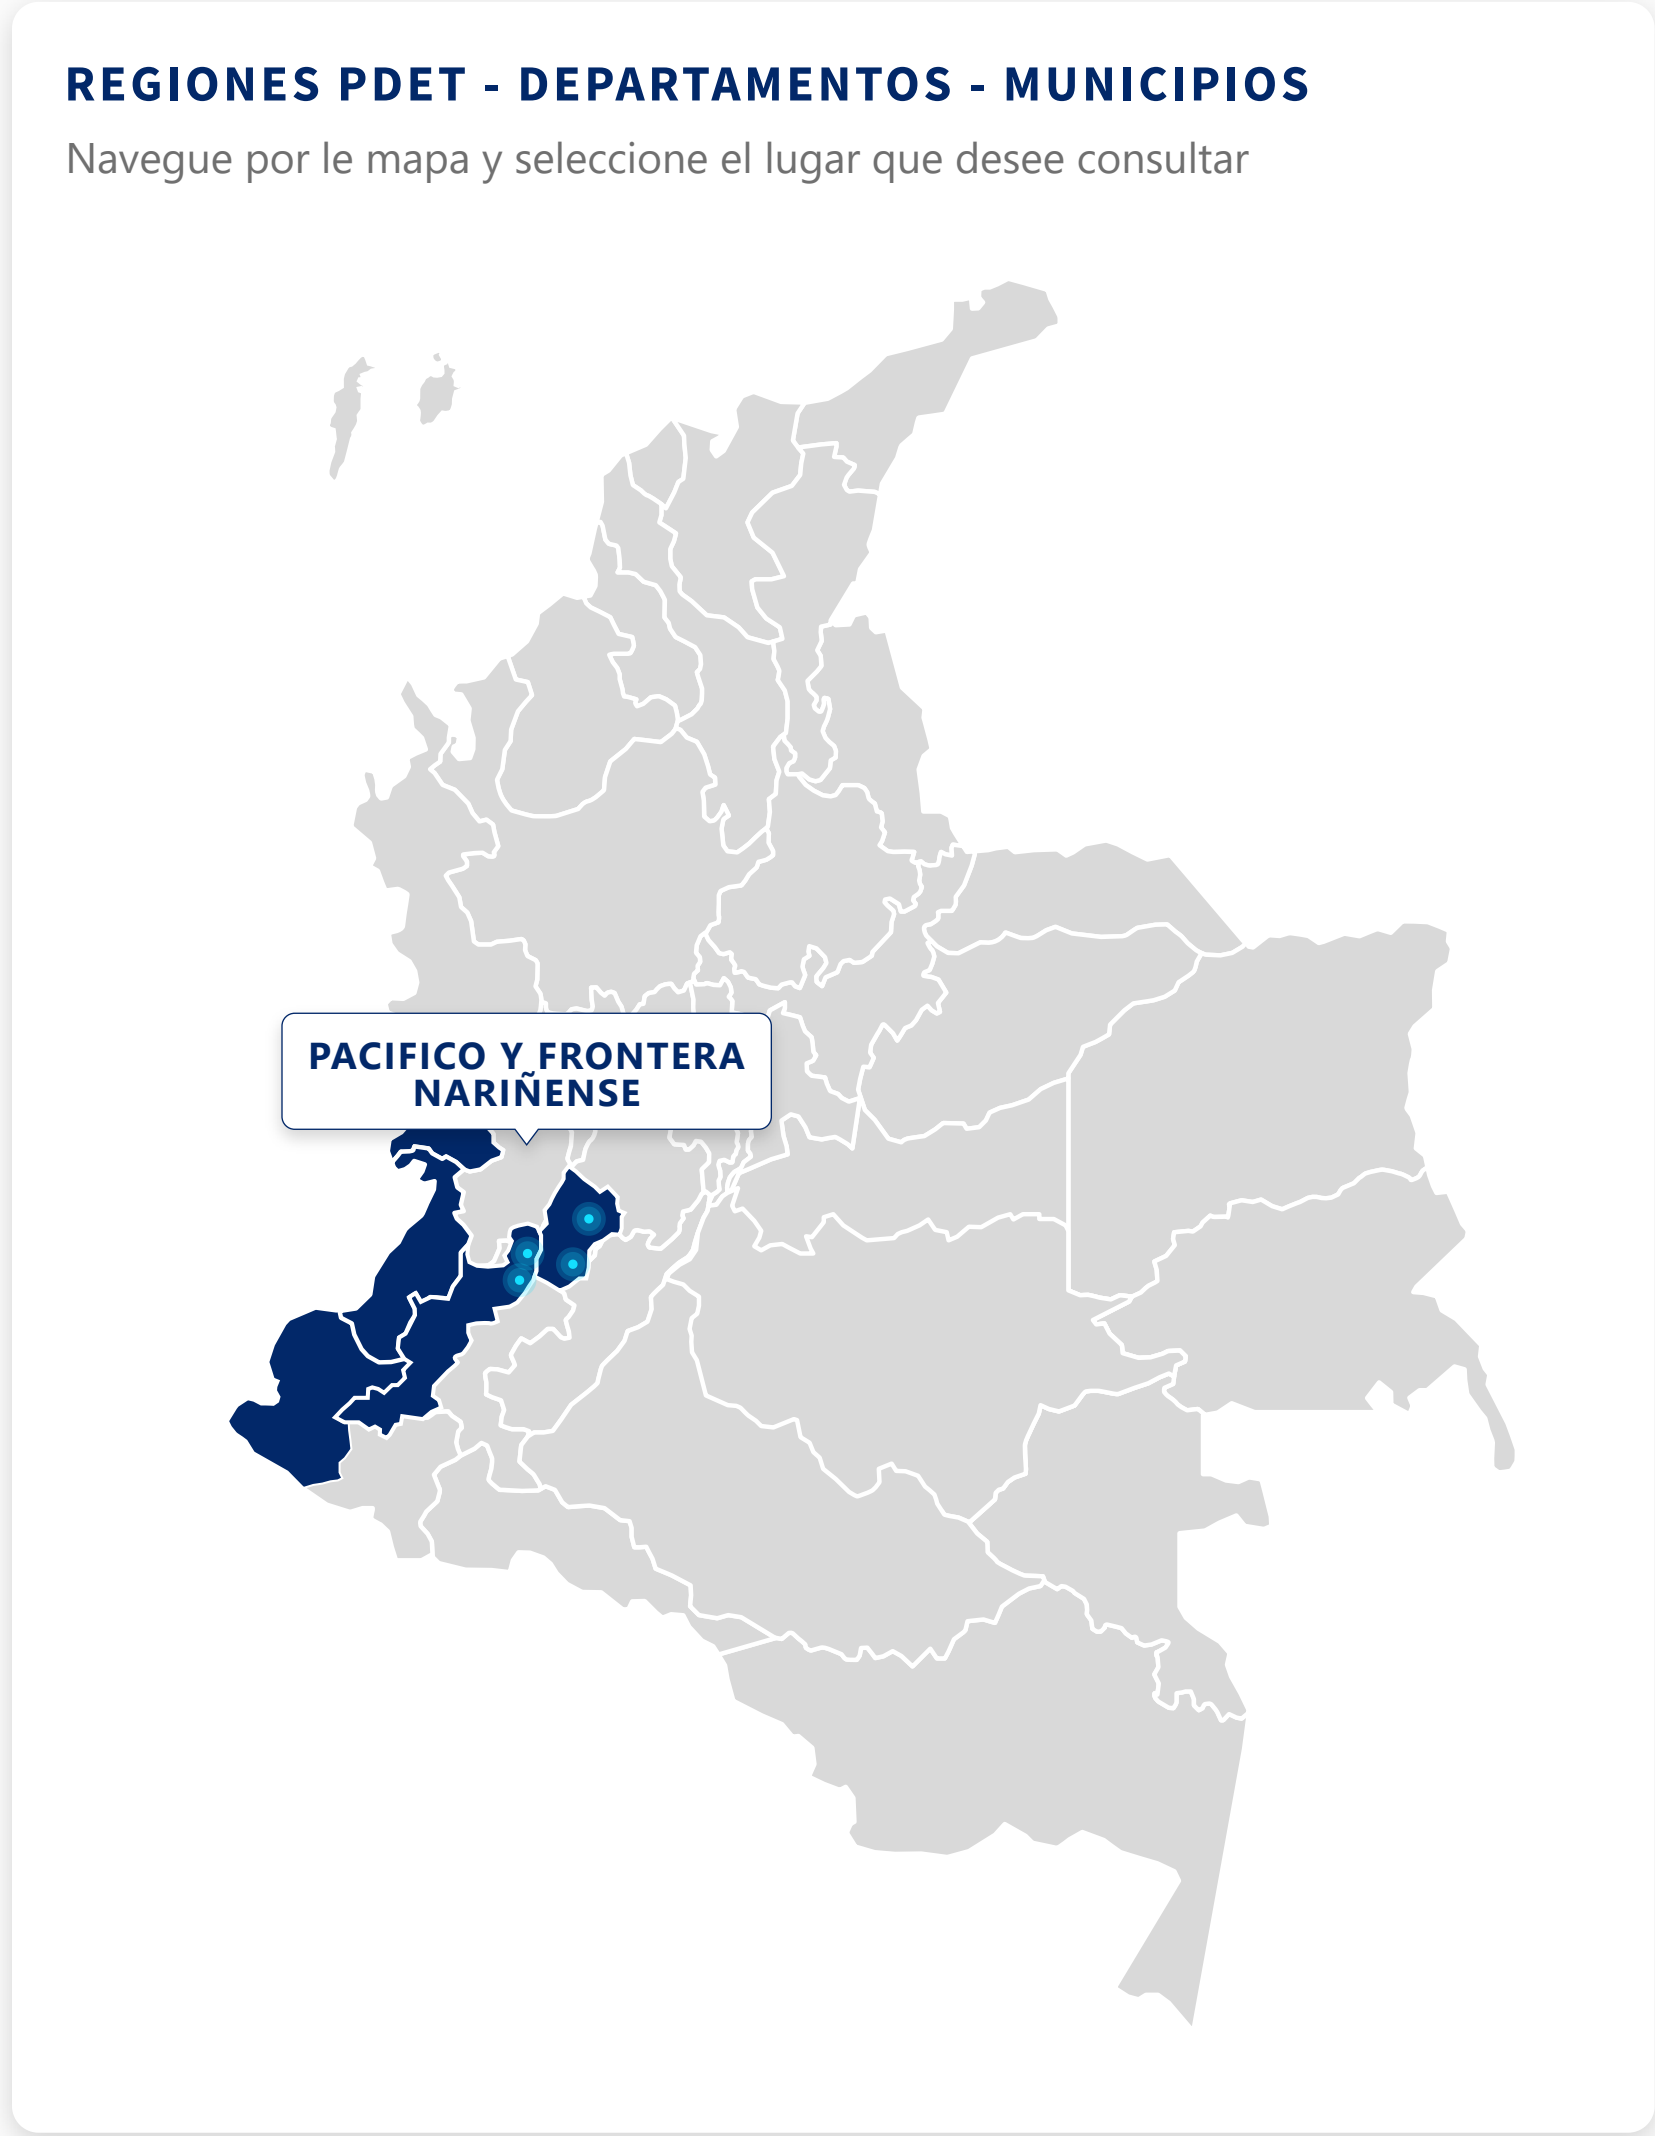 REGIONES PDET - DEPARTAMENTOS - MUNICIPIOS
Navegue por le mapa y seleccione el lugar que desee consultar
PACIFICO Y FRONTERA
NARIÑENSE